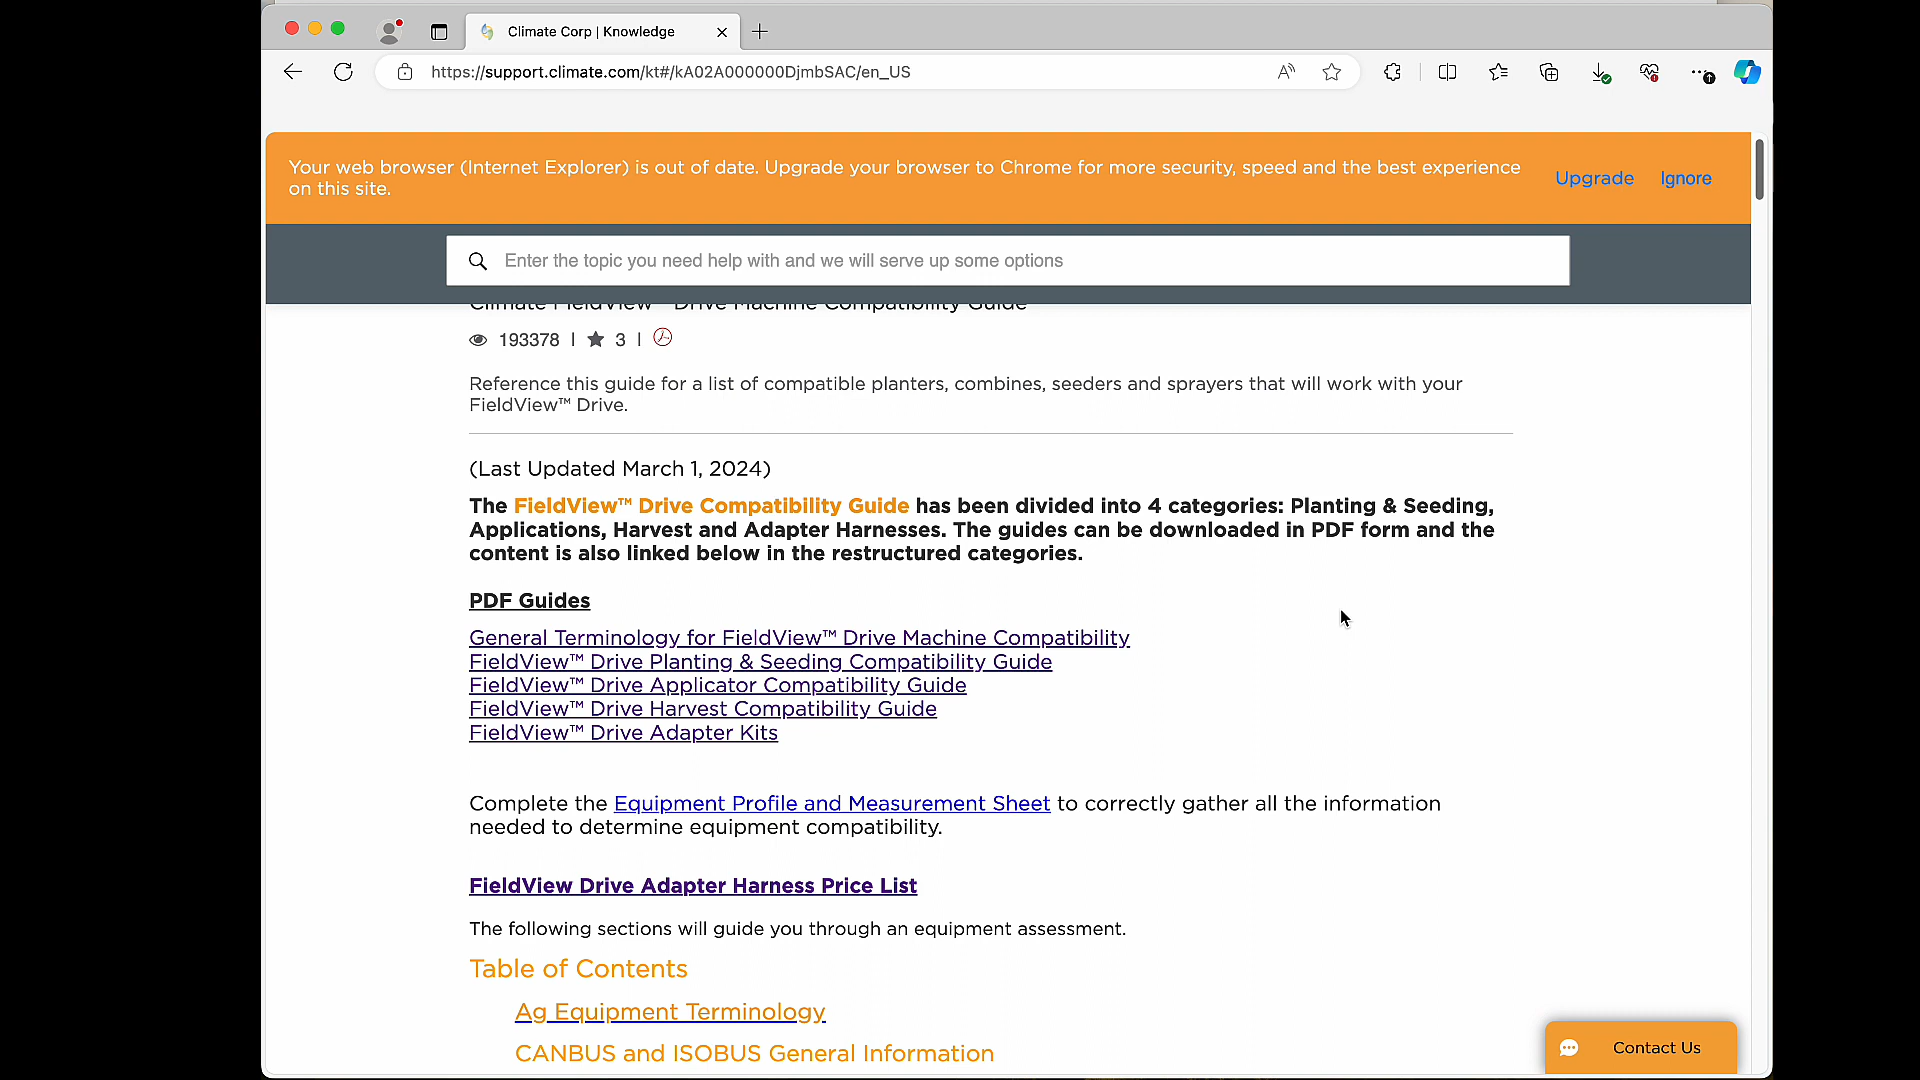 Climate Corp | Knowledge
https://support.climate.com/kt#/kA02A000000DjmbSAC/en_US
Your web browser (Internet Explorer) is out of date. Upgrade your browser to Chrome for more security, speed and the best experience
on this site.
Upgrade
Ignore
Enter the topic you need help with and we will serve up some options
Climate FieldView™ Drive Machine Compatibility Guide
193378 | 3 |
Reference this guide for a list of compatible planters, combines, seeders and sprayers that will work with your
FieldView™ Drive.
(Last Updated March 1, 2024)
The FieldView™ Drive Compatibility Guide has been divided into 4 categories: Planting & Seeding,
Applications, Harvest and Adapter Harnesses. The guides can be downloaded in PDF form and the
content is also linked below in the restructured categories.
PDF Guides
General Terminology for FieldView™ Drive Machine Compatibility
FieldView™ Drive Planting & Seeding Compatibility Guide
FieldView™ Drive Applicator Compatibility Guide
FieldView™ Drive Harvest Compatibility Guide
FieldView™ Drive Adapter Kits
Complete the Equipment Profile and Measurement Sheet to correctly gather all the information
needed to determine equipment compatibility.
FieldView Drive Adapter Harness Price List
The following sections will guide you through an equipment assessment.
Table of Contents
Ag Equipment Terminology
CANBUS and ISOBUS General Information
Contact Us